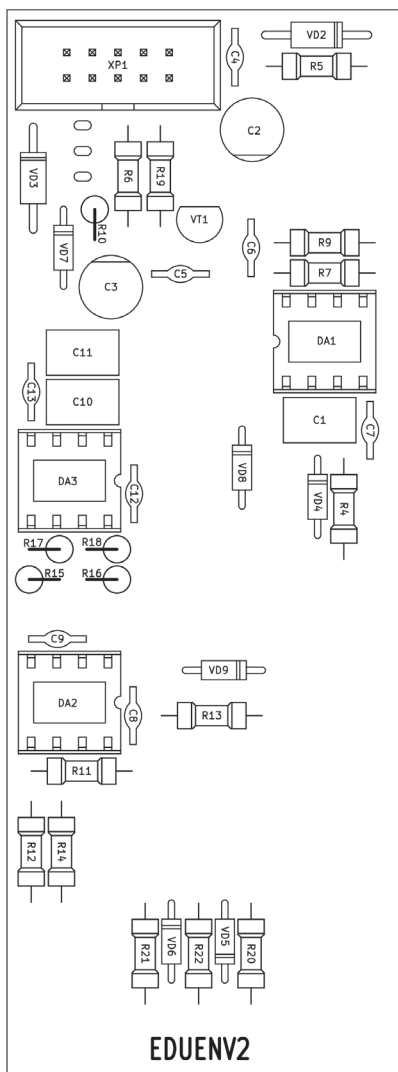 VD2
C4
XP1
R5
C2
VD3
R6
R19
R10
VT1
VD7
C6
R9
C5
R7
C3
DA1
C11
C13
C10
C1
C7
VD8
DA3
C12
VD4
R4
R17
R18
R15
R16
C9
VD9
DA2
C8
R13
R11
R12
R14
R21
VD6
R22
VD5
R20
EDUENV2